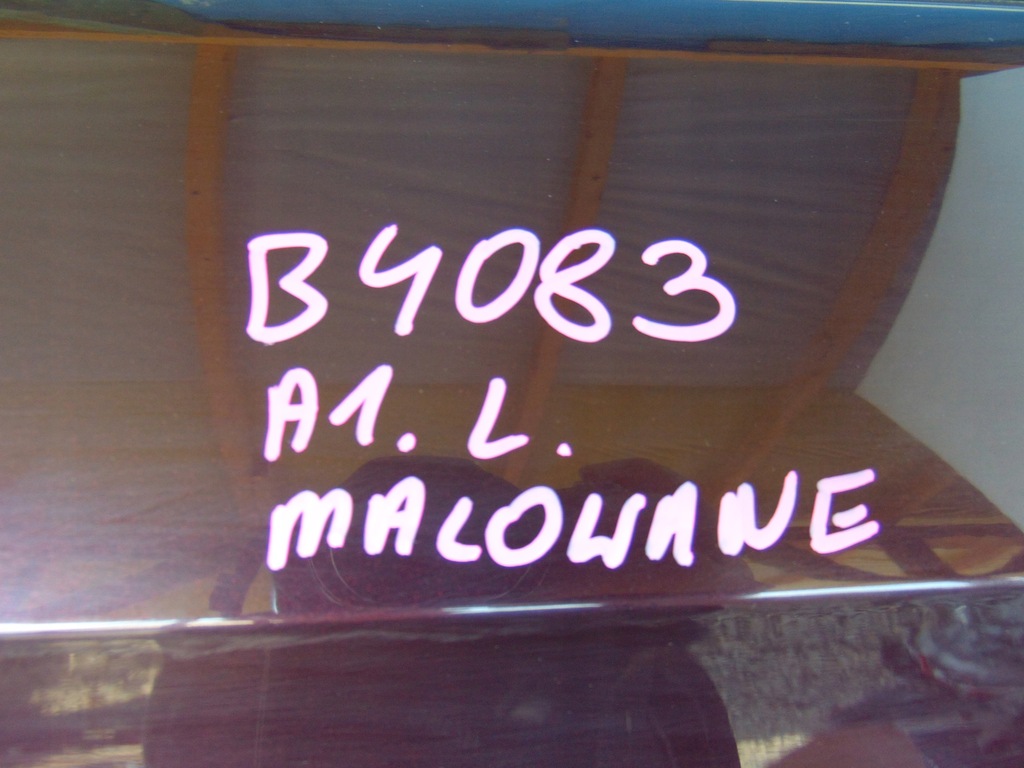 B4083
A1. L.
MALOWANE